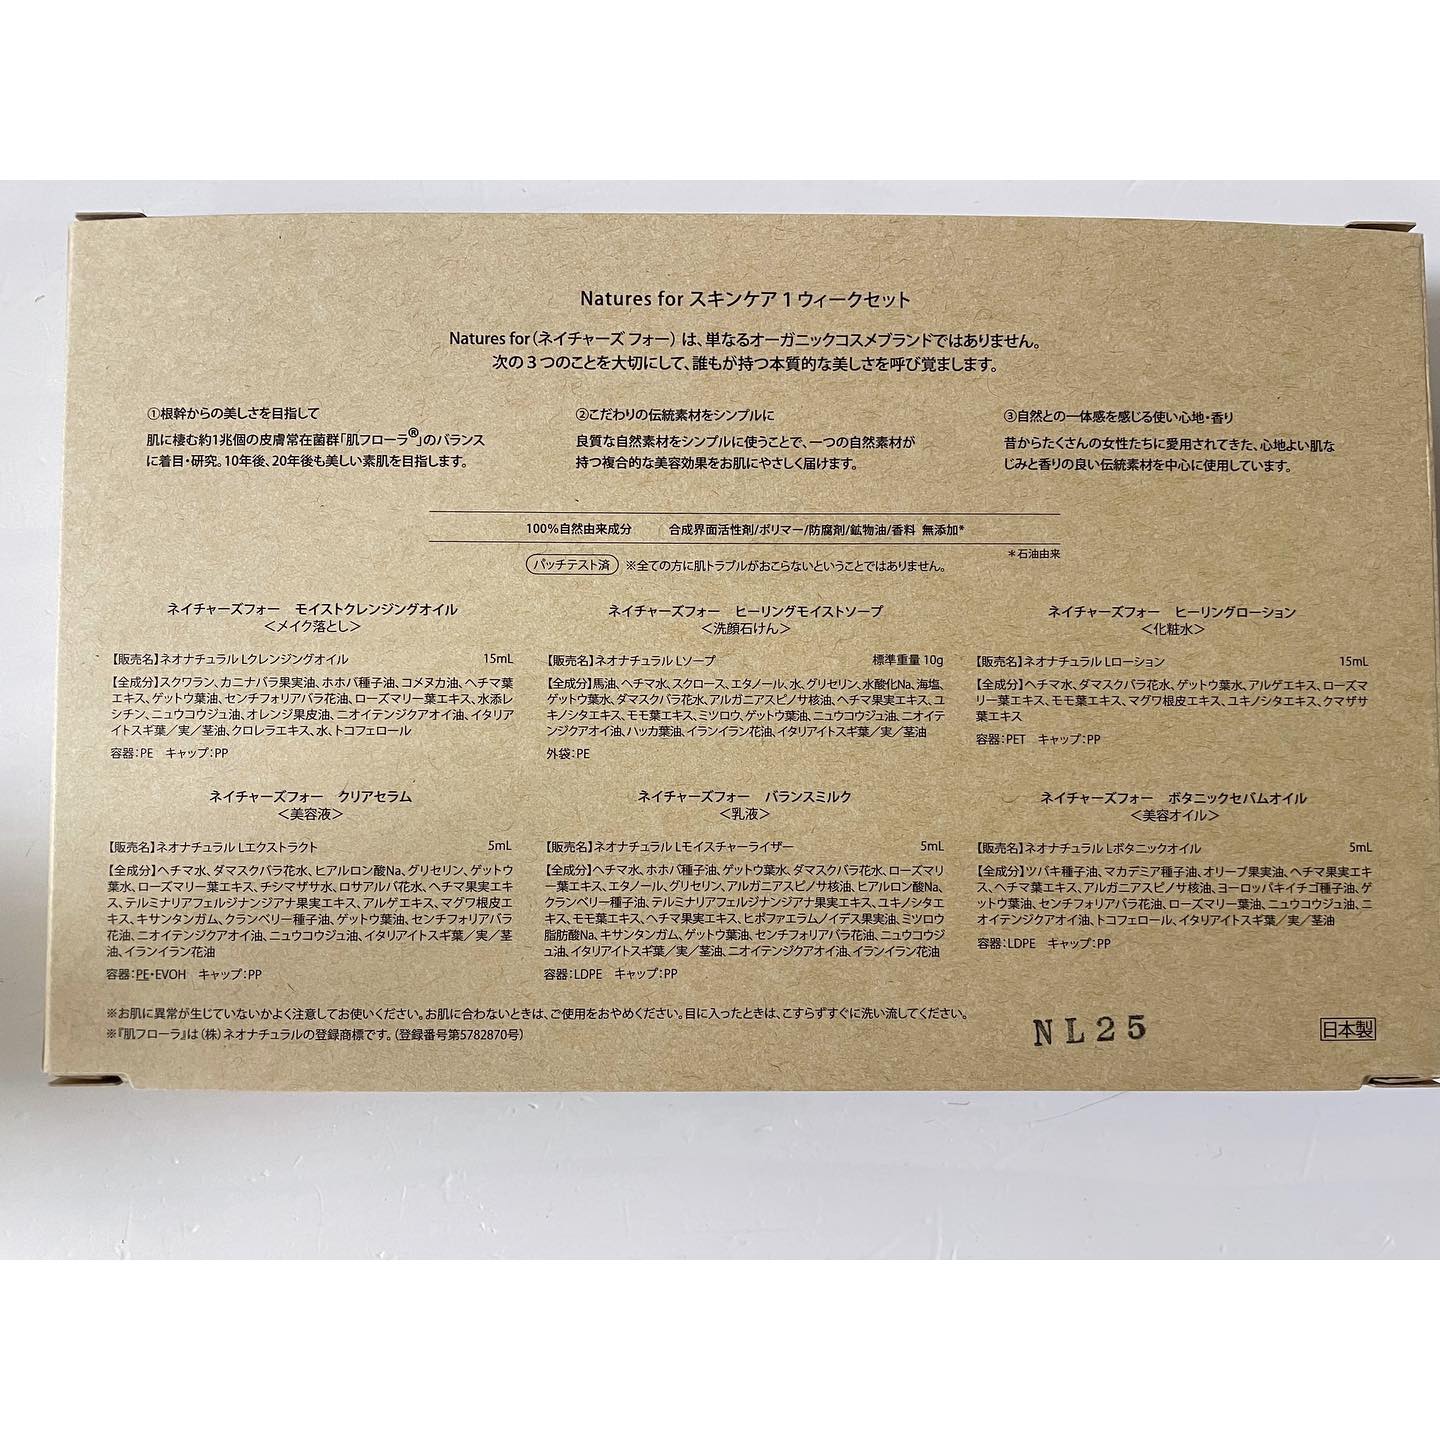 Natures for スキンケア 1 ウィークセット
Natures for（ネイチャーズ フォー）は、単なるオーガニックコスメブランドではありません。
次の 3 つのことを大切にして、誰もが持つ本質的な美しさを呼び覚まします。
①根幹からの美しさを目指して
肌に棲む約1兆個の皮膚常在菌群「肌フローラ®」のバランス
に着目・研究。10年後、20年後も美しい素肌を目指します。
②こだわりの伝統素材をシンプルに
良質な自然素材をシンプルに使うことで、一つの自然素材が
持つ複合的な美容効果をお肌にやさしく届けます。
③自然との一体感を感じる使い心地・香り
昔からたくさんの女性たちに愛用されてきた、心地よい肌な
じみと香りの良い伝統素材を中心に使用しています。
100%自然由来成分　合成界面活性剤/ポリマー/防腐剤/鉱物油/香料 無添加*
＊石油由来
パッチテスト済 ※全ての方に肌トラブルがおこらないということではありません。
ネイチャーズフォー　モイストクレンジングオイル
＜メイク落とし＞
【販売名】ネオナチュラル Lクレンジングオイル 15mL
【全成分】スクワラン、カニナバラ果実油、ホホバ種子油、コメヌカ油、ヘチマ葉
エキス、ゲットウ葉油、センチフォリアバラ花油、ローズマリー葉エキス、水添レ
シチン、ニュウコウジュ油、オレンジ果皮油、ニオイテンジクアオイ油、イタリア
イトスギ葉／実／茎油、クロレラエキス、水、トコフェロール
容器：PE　キャップ：PP
ネイチャーズフォー　ヒーリングモイストソープ
＜洗顔石けん＞
【販売名】ネオナチュラル Lソープ 標準重量 10g
【全成分】馬油、ヘチマ水、スクロース、エタノール、水、グリセリン、水酸化Na、海塩、
ゲットウ葉水、ダマスクバラ花水、アルガニアスピノサ核油、ヘチマ果実エキス、ユ
キノシタエキス、モモ葉エキス、ミツロウ、ゲットウ葉油、ニュウコウジュ油、ニオイテ
ンジクアオイ油、ハッカ葉油、イランイラン花油、イタリアイトスギ葉／実／茎油
外袋：PE
ネイチャーズフォー　ヒーリングローション
＜化粧水＞
【販売名】ネオナチュラル Lローション 15mL
【全成分】ヘチマ水、ダマスクバラ花水、ゲットウ葉水、アルゲエキス、ローズマ
リー葉エキス、モモ葉エキス、マグワ根皮エキス、ユキノシタエキス、クマザサ
葉エキス
容器：PET　キャップ：PP
ネイチャーズフォー　クリアセラム
＜美容液＞
【販売名】ネオナチュラル Lエクストラクト 5mL
【全成分】ヘチマ水、ダマスクバラ花水、ヒアルロン酸Na、グリセリン、ゲットウ
葉水、ローズマリー葉エキス、チシマザサ水、ロサアルバ花水、ヘチマ果実エキ
ス、テルミナリアフェルジナンジアナ果実エキス、アルゲエキス、マグワ根皮エ
キス、キサンタンガム、クランベリー種子油、ゲットウ葉油、センチフォリアバラ
花油、ニオイテンジクアオイ油、ニュウコウジュ油、イタリアイトスギ葉／実／茎
油、イランイラン花油
容器：PE・EVOH　キャップ：PP
ネイチャーズフォー　バランスミルク
＜乳液＞
【販売名】ネオナチュラル Lモイスチャーライザー 5mL
【全成分】ヘチマ水、ホホバ種子油、ゲットウ葉水、ダマスクバラ花水、ローズマリ
ー葉エキス、エタノール、グリセリン、アルガニアスピノサ核油、ヒアルロン酸Na、
クランベリー種子油、テルミナリアフェルジナンジアナ果実エキス、ユキノシタエキ
ス、モモ葉エキス、ヘチマ果実エキス、ヒポファエラムノイデス果実油、ミツロウ
脂肪酸Na、キサンタンガム、ゲットウ葉油、センチフォリアバラ花油、ニュウコウジ
ュ油、イタリアイトスギ葉／実／茎油、ニオイテンジクアオイ油、イランイラン花油
容器：LDPE　キャップ：PP
ネイチャーズフォー　ボタニックセバムオイル
＜美容オイル＞
【販売名】ネオナチュラル Lボタニックオイル 5mL
【全成分】ツバキ種子油、マカデミア種子油、オリーブ果実油、ヘチマ果実エキ
ス、ヘチマ葉エキス、アルガニアスピノサ核油、ヨーロッパキイチゴ種子油、ゲ
ットウ葉油、センチフォリアバラ花油、ローズマリー葉油、ニュウコウジュ油、ニ
オイテンジクアオイ油、トコフェロール、イタリアイトスギ葉／実／茎油
容器：LDPE　キャップ：PP
※お肌に異常が生じていないかよく注意してお使いください。お肌に合わないときは、ご使用をおやめください。目に入ったときは、こすらずすぐに洗い流してください。
※『肌フローラ』は（株）ネオナチュラルの登録商標です。（登録番号第5782870号）
NL25
日本製